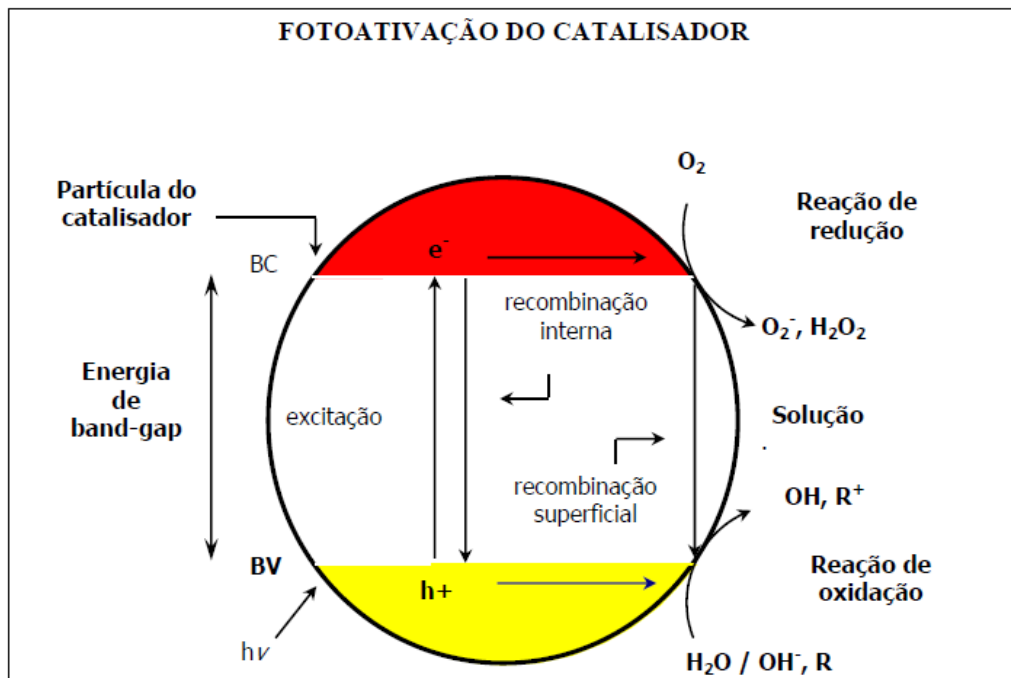 FOTOATIVAÇÃO DO CATALISADOR
O₂
Partícula do
catalisador
Reação de
redução
e⁻
BC
recombinação
interna
O₂⁻, H₂O₂
Energia
de
band-gap
excitação
Solução
.
recombinação
superficial
OH, R⁺
BV
h+
Reação de
oxidação
hν
H₂O / OH⁻, R